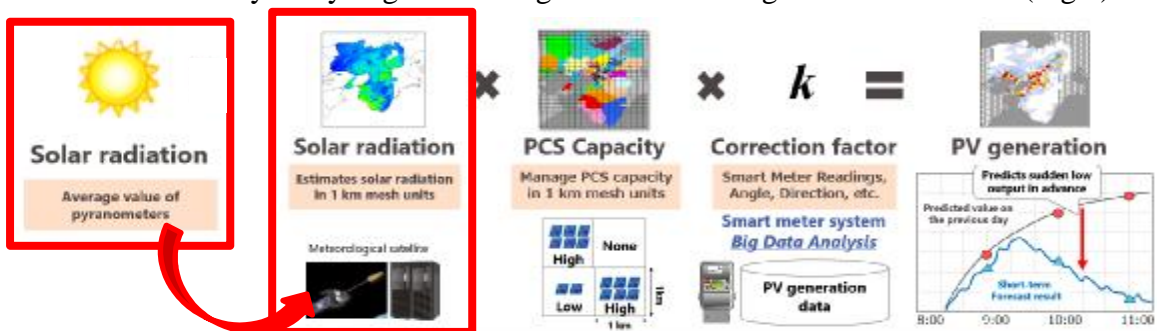 Solar radiation
Average value of
pyranometers
Solar radiation
Estimates solar radiation
in 1 km mesh units
Meteorological satellite
×
PCS Capacity
Manage PCS capacity
in 1 km mesh units
High
None
Low
High
1km
1 km
×
k
Correction factor
Smart Meter Readings,
Angle, Direction, etc.
Smart meter system
Big Data Analysis
PV generation
data
=
PV generation
Predicts sudden low
output in advance
Predicted value on
the previous day
Short-term
Forecast result
8:00 9:00 10:00 11:00